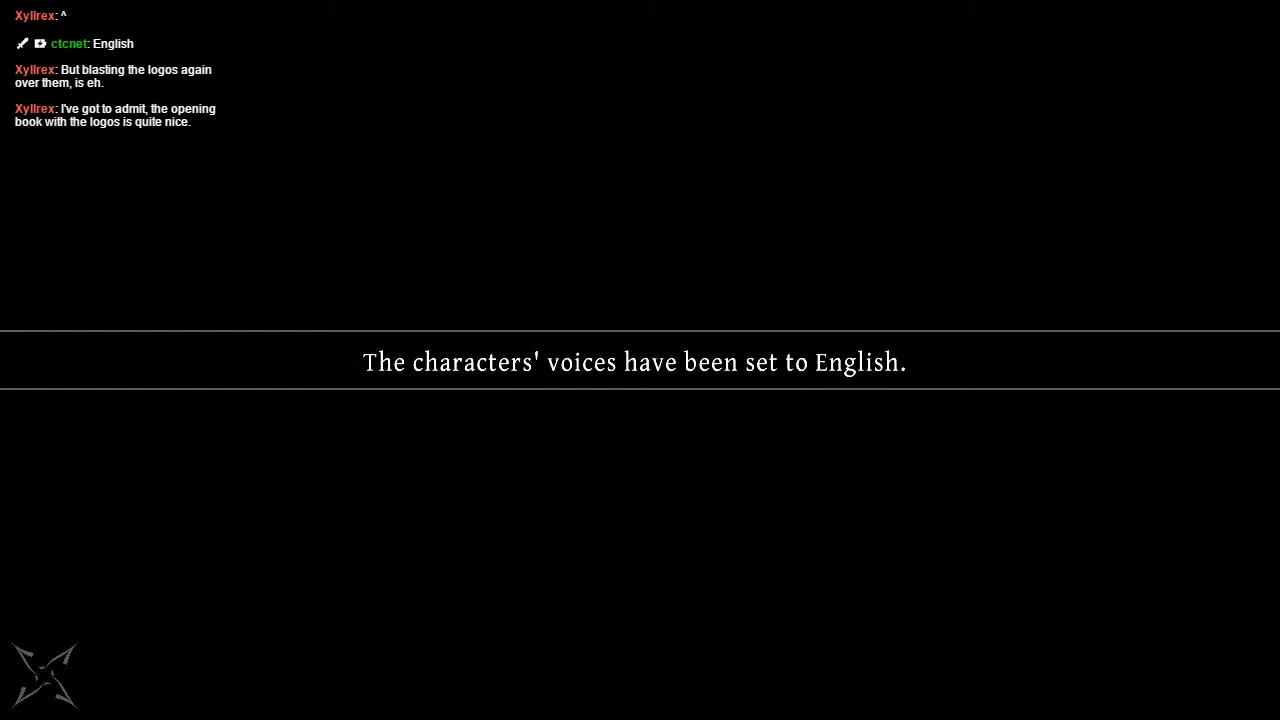 Xyllrex: ^
ctcnet: English
Xyllrex: But blasting the logos again
over them, is eh.
Xyllrex: I've got to admit, the opening
book with the logos is quite nice.
The characters' voices have been set to English.